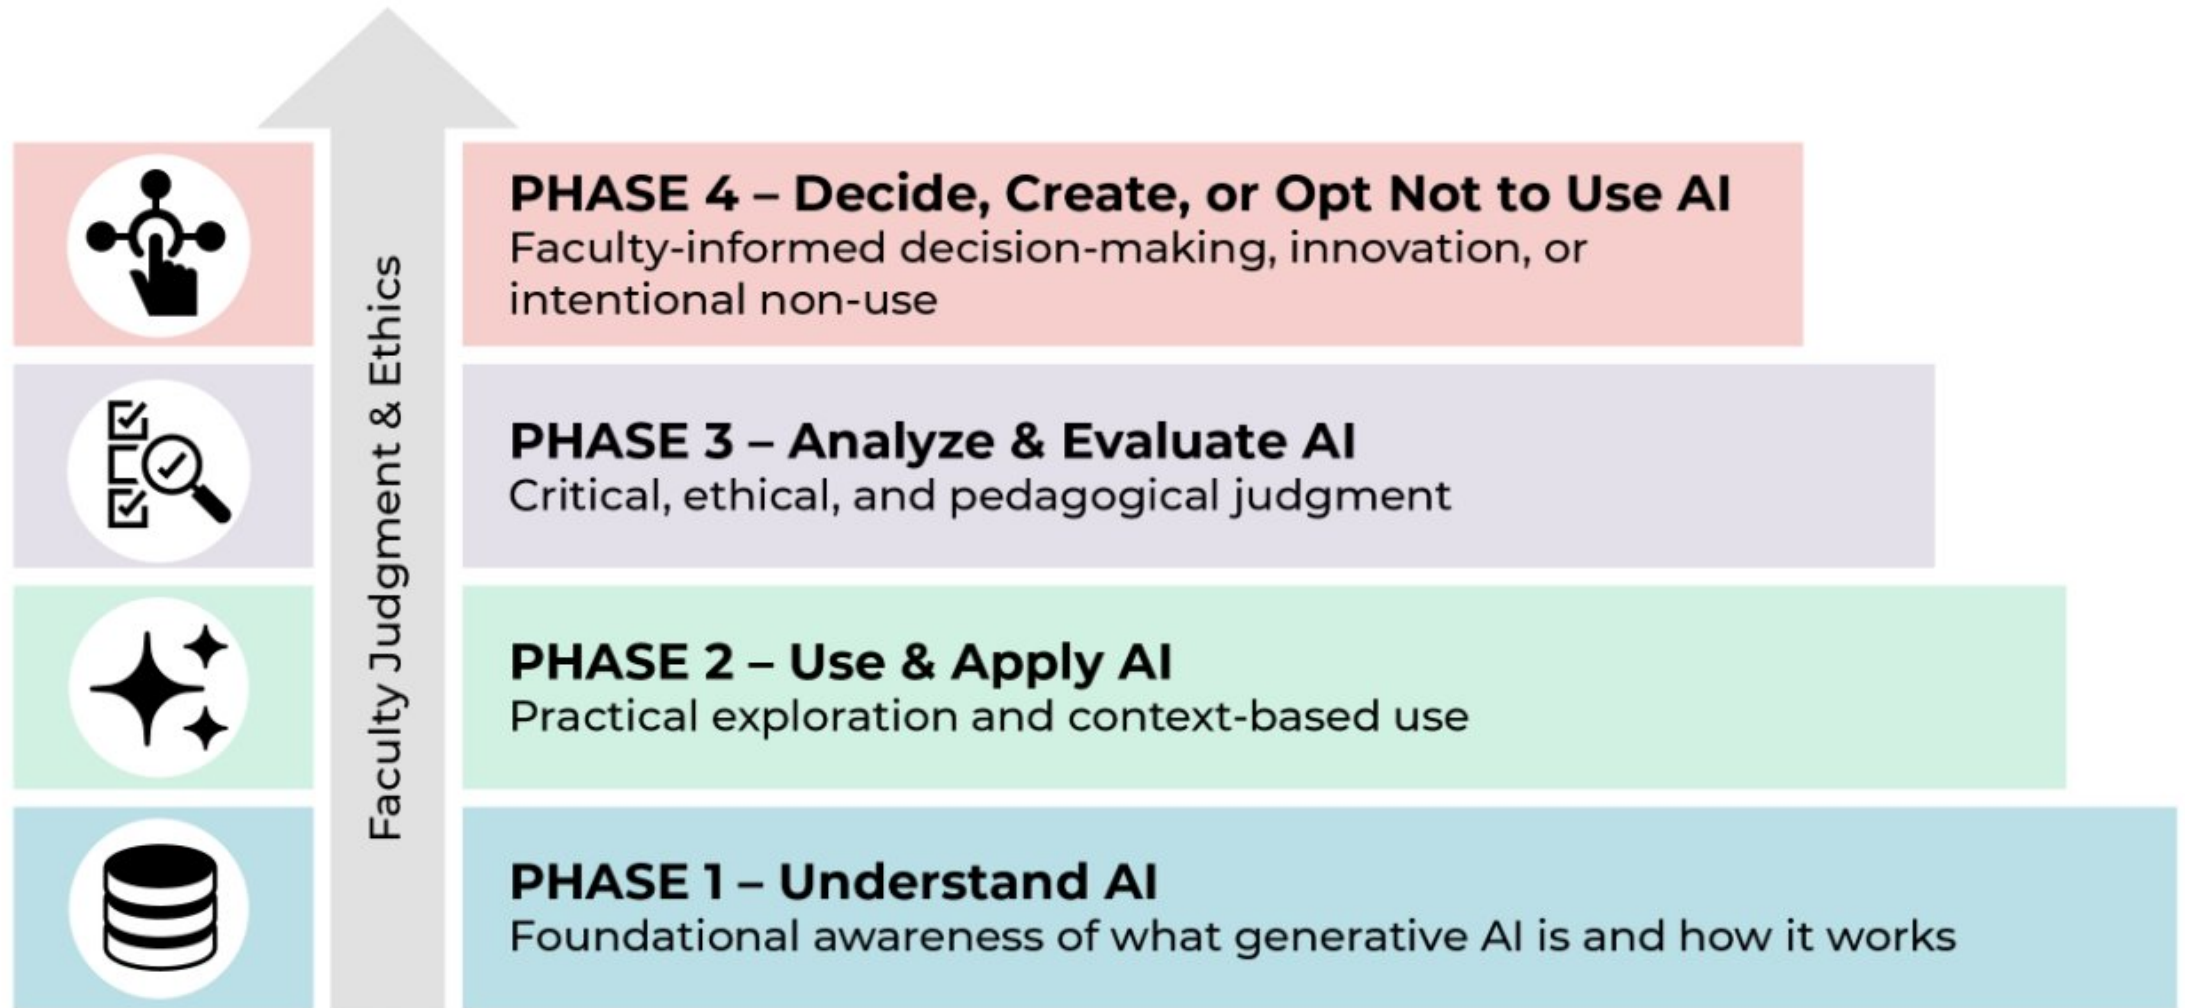 PHASE 4 – Decide, Create, or Opt Not to Use AI
Faculty-informed decision-making, innovation, or
intentional non-use
Faculty Judgment & Ethics
PHASE 3 – Analyze & Evaluate AI
Critical, ethical, and pedagogical judgment
PHASE 2 – Use & Apply AI
Practical exploration and context-based use
PHASE 1 – Understand AI
Foundational awareness of what generative AI is and how it works